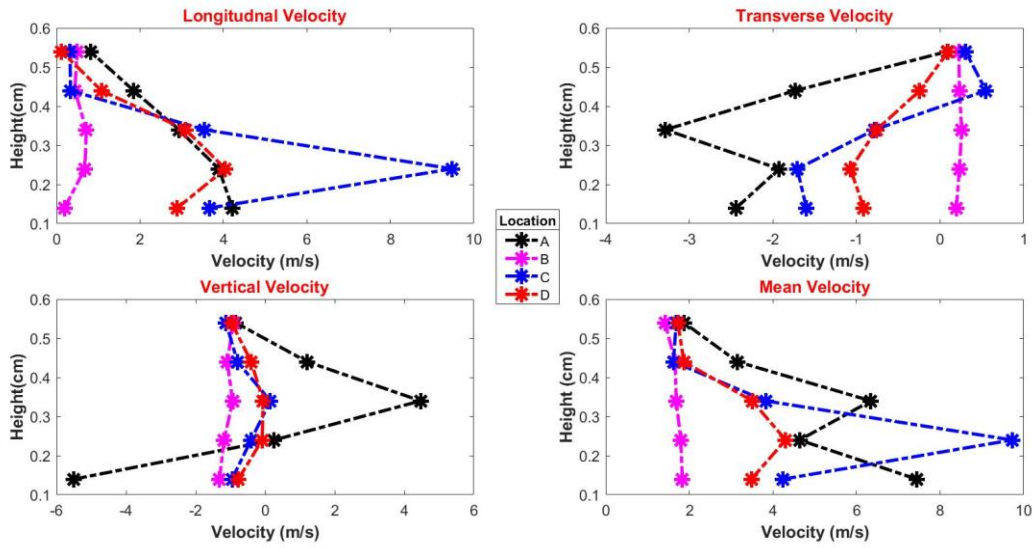 Longitudnal Velocity
0.6
0.5
0.4
0.3
0.2
0.1
Height(cm)
0 2 4 6 8 10
Velocity (m/s)
Transverse Velocity
0.6
0.5
0.4
0.3
0.2
0.1
Height(cm)
-4 -3 -2 -1 0 1
Velocity (m/s)
Location
A
B
C
D
Vertical Velocity
0.6
0.5
0.4
0.3
0.2
0.1
Height(cm)
-6 -4 -2 0 2 4 6
Velocity (m/s)
Mean Velocity
0.6
0.5
0.4
0.3
0.2
0.1
Height (cm)
0 2 4 6 8 10
Velocity (m/s)